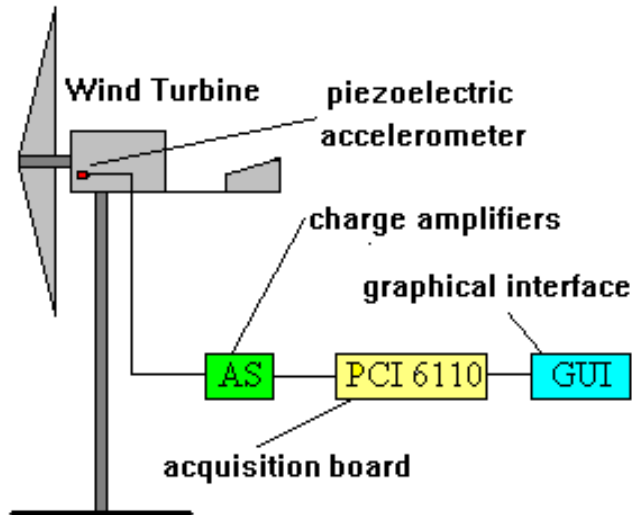 Wind Turbine
piezoelectric
accelerometer
charge amplifiers
graphical interface
AS
PCI 6110
GUI
acquisition board